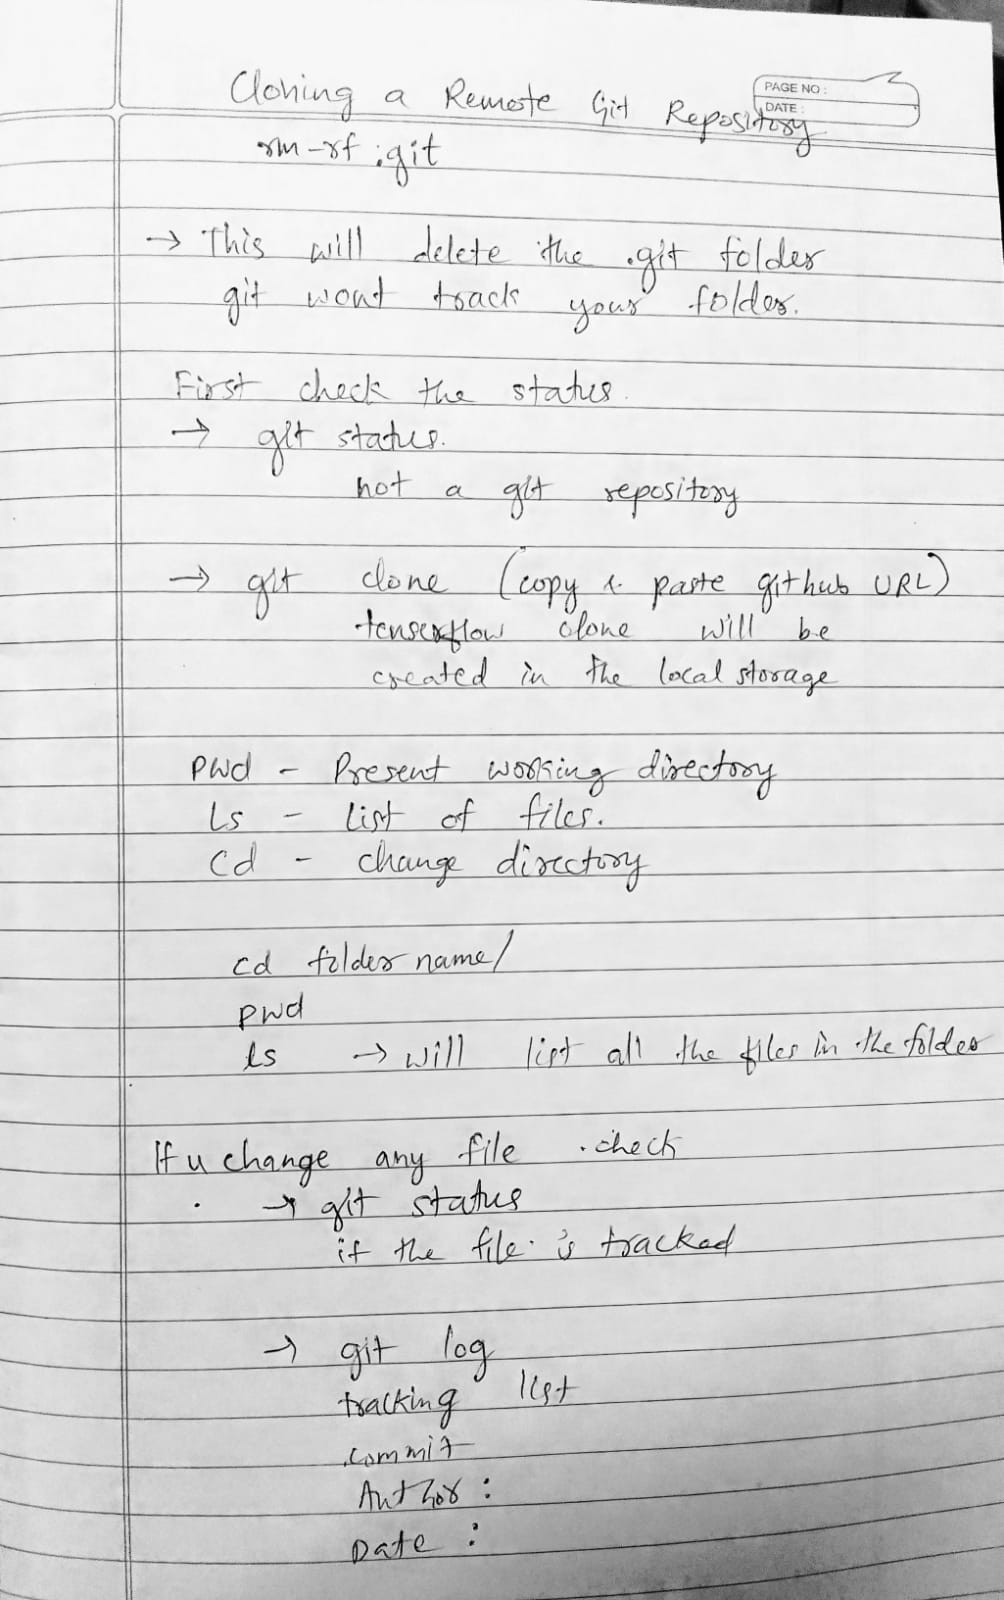 PAGE NO :
DATE :
Cloning a Remote Git Repository
rm -rf .git
→ This will delete the .git folder
git wont track your folder.
First check the status.
→ git status.
not a git repository
→ git clone (copy & paste github URL)
tenserflow clone will be
created in the local storage
Pwd - Present working directory
Ls - list of files.
Cd - change directory
cd folder name/
pwd
ls → will list all the files in the folder
If u change any file . check
→ git status
if the file is tracked
→ git log
tracking list
commit
Author :
Date :